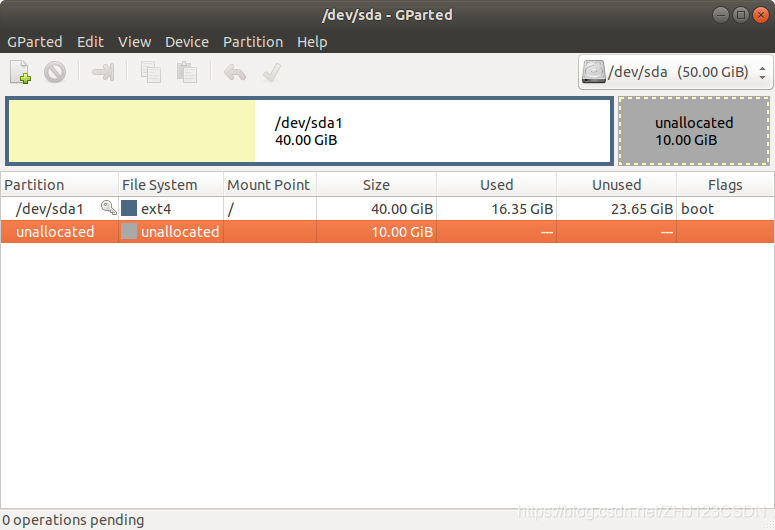 /dev/sda - GParted
GParted Edit View Device Partition Help
/dev/sda (50.00 GiB)
/dev/sda1
40.00 GiB
unallocated
10.00 GiB
Partition File System Mount Point Size Used Unused Flags
/dev/sda1 ext4 / 40.00 GiB 16.35 GiB 23.65 GiB boot
unallocated unallocated 10.00 GiB --- ---
0 operations pending
https://blog.csdn.net/ZHJ123CSDN